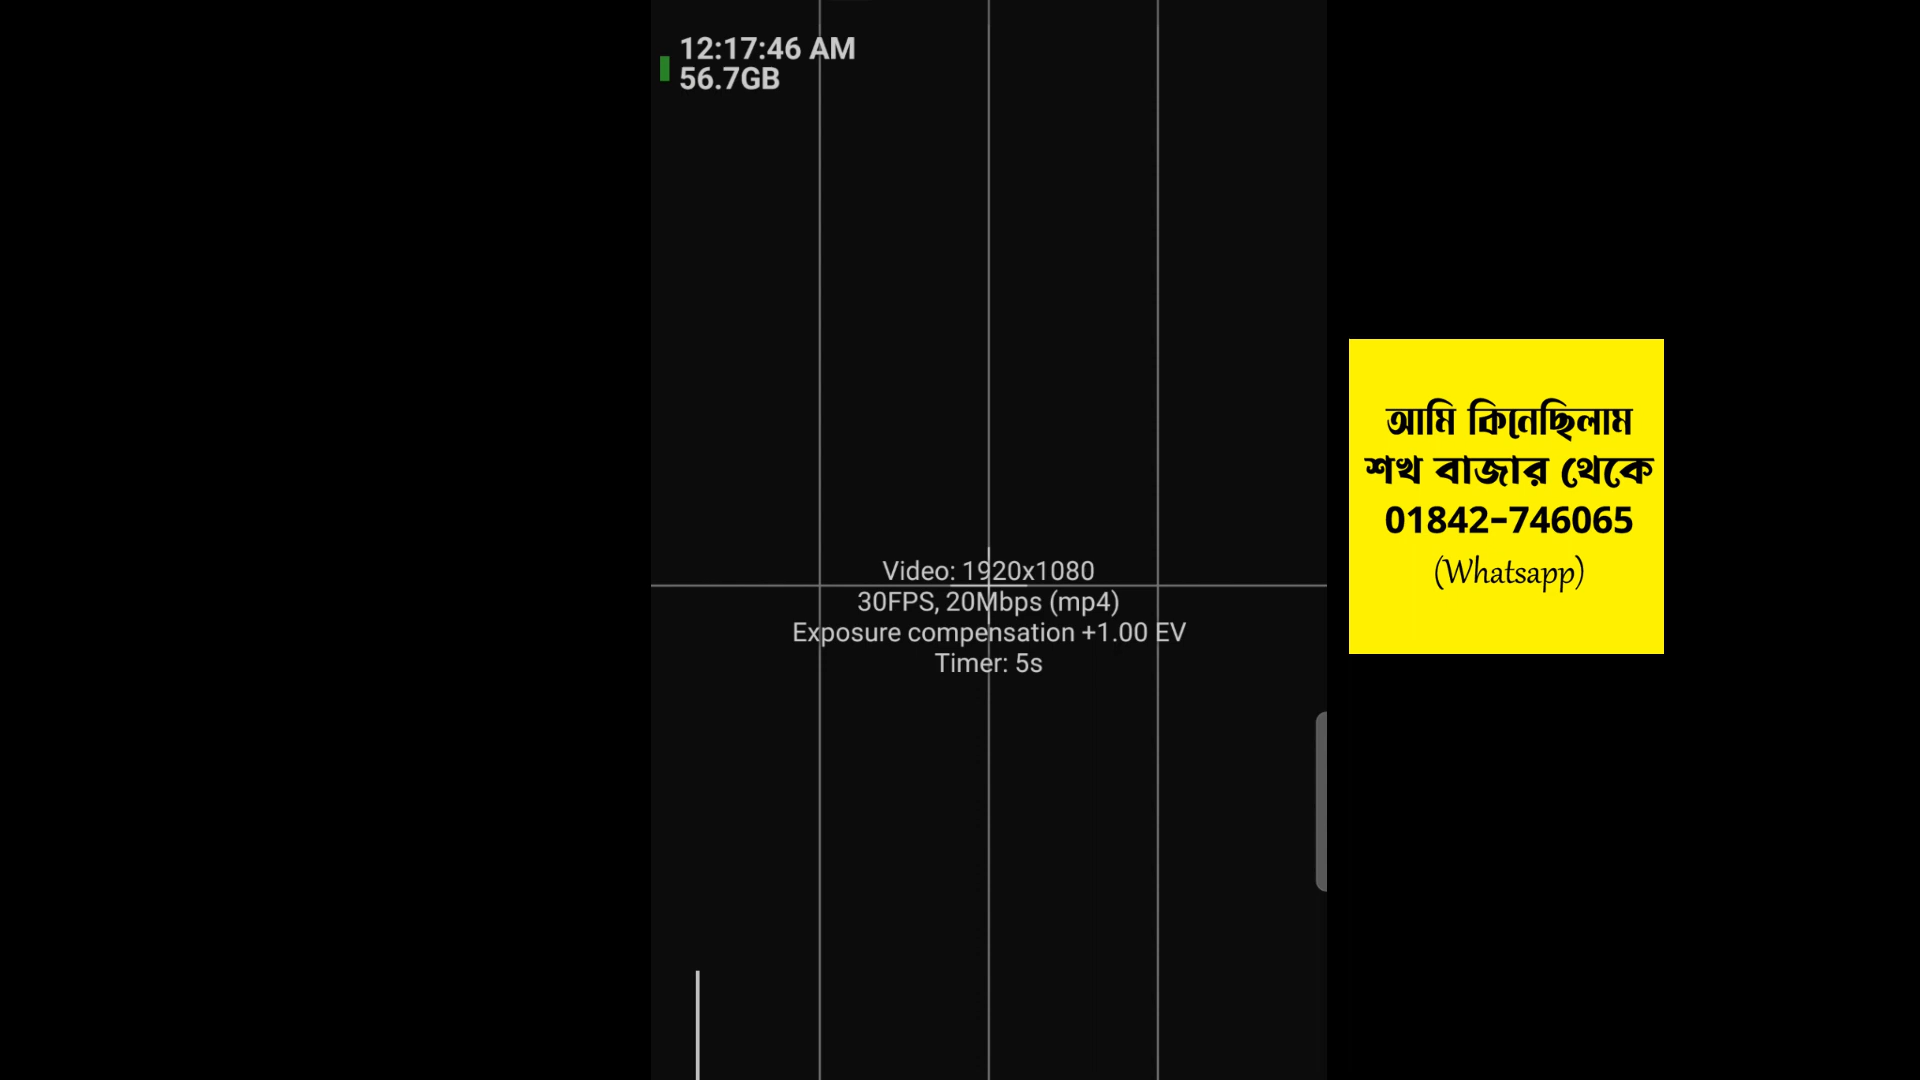 12:17:46 AM
56.7GB
Video: 1920x1080
30FPS, 20Mbps (mp4)
Exposure compensation +1.00 EV
Timer: 5s
আমি কিনেছিলাম
শখ বাজার থেকে
01842-746065
(Whatsapp)